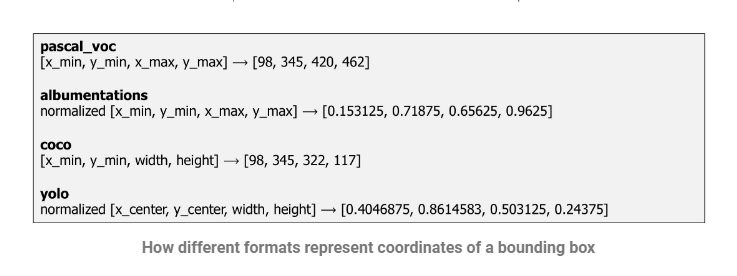 pascal_voc
[x_min, y_min, x_max, y_max] → [98, 345, 420, 462]
albumentations
normalized [x_min, y_min, x_max, y_max] → [0.153125, 0.71875, 0.65625, 0.9625]
coco
[x_min, y_min, width, height] → [98, 345, 322, 117]
yolo
normalized [x_center, y_center, width, height] → [0.4046875, 0.8614583, 0.503125, 0.24375]
How different formats represent coordinates of a bounding box